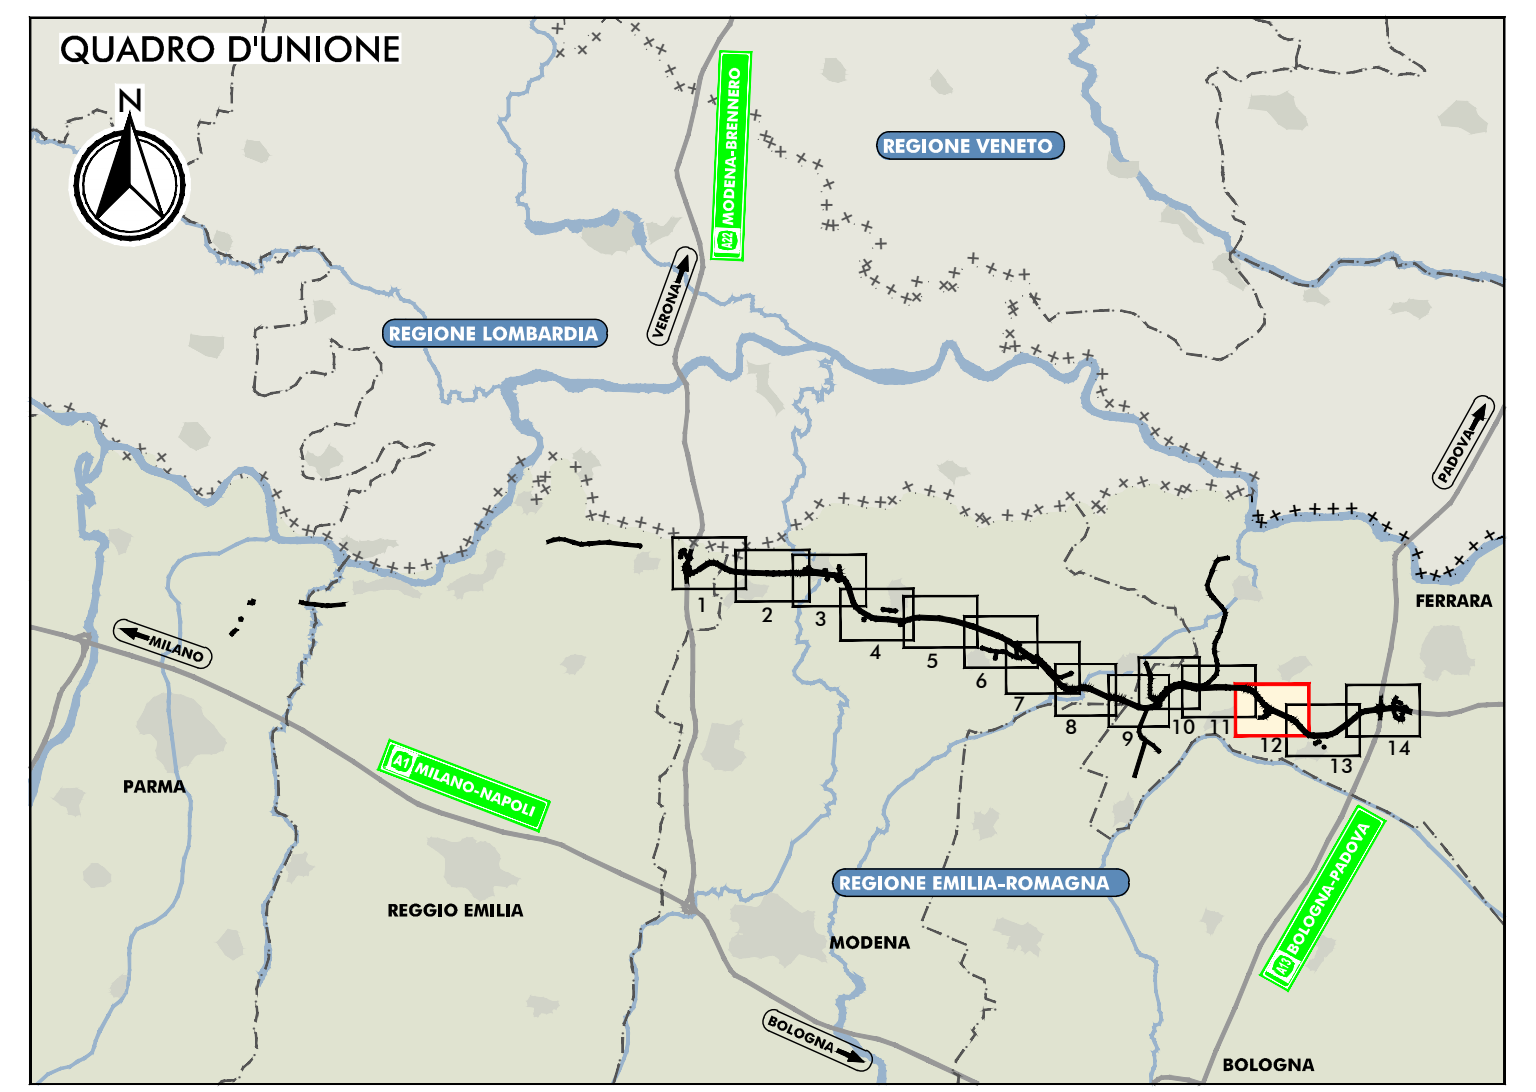 QUADRO D'UNIONE
N
A22 MODENA-BRENNERO
REGIONE VENETO
VERONA
REGIONE LOMBARDIA
PADOVA
FERRARA
MILANO
1
2
3
4
5
6
7
8
9
10
11
12
13
14
PARMA
A1 MILANO-NAPOLI
A13 BOLOGNA-PADOVA
REGIONE EMILIA-ROMAGNA
REGGIO EMILIA
MODENA
BOLOGNA
BOLOGNA